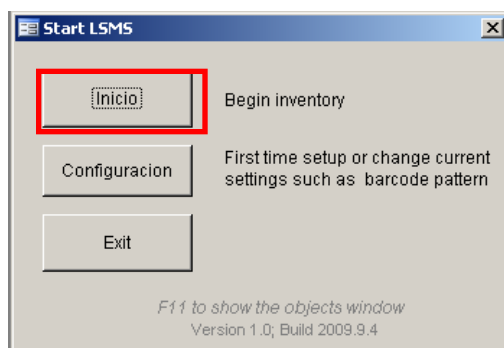 Start LSMS
Inicio
Begin inventory
Configuracion
First time setup or change current
settings such as barcode pattern
Exit
F11 to show the objects window
Version 1.0; Build 2009.9.4